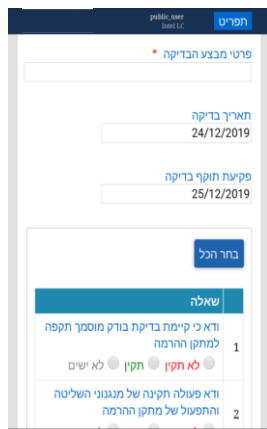 תפריט
public_user
Intel LC
פרטי מבצע הבדיקה *
תאריך בדיקה
24/12/2019
פקיעת תוקף בדיקה
25/12/2019
בחר הכל
שאלה
ודא כי קיימת בדיקת בודק מוסמך תקפה
למתקן ההרמה
1
לא תקין תקין לא ישים
ודא פעולה תקינה של מנגנוני השליטה
והתפעול של מתקן ההרמה
2